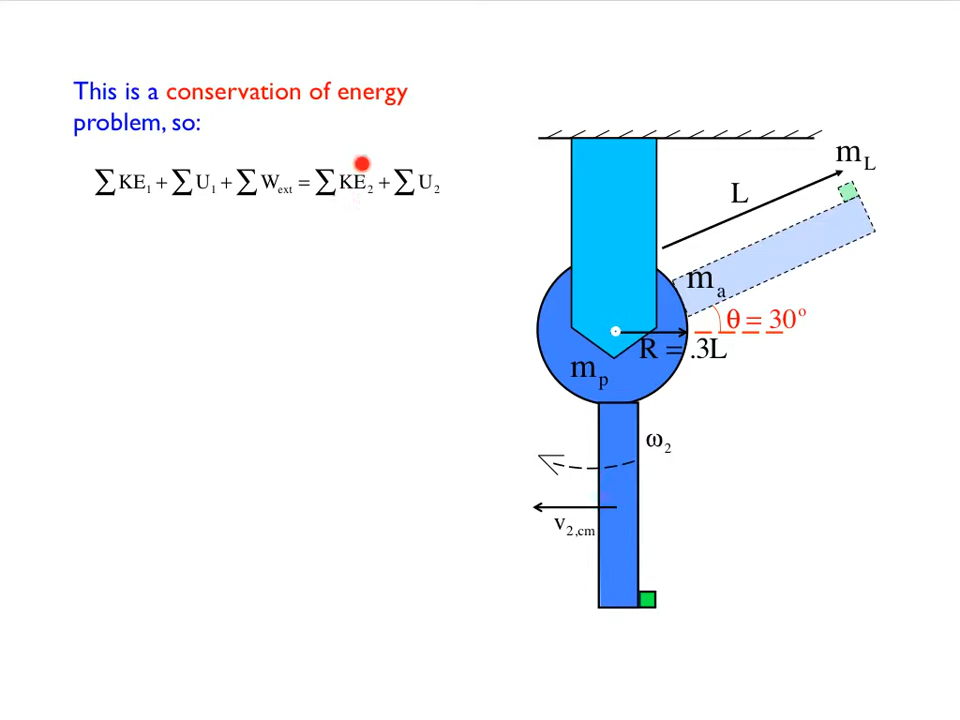 This is a conservation of energy
problem, so:
∑KE₁ + ∑U₁ + ∑W_ext = ∑KE₂ + ∑U₂
m_L
L
m_a
θ = 30°
R = .3L
m_p
ω₂
v_2,cm